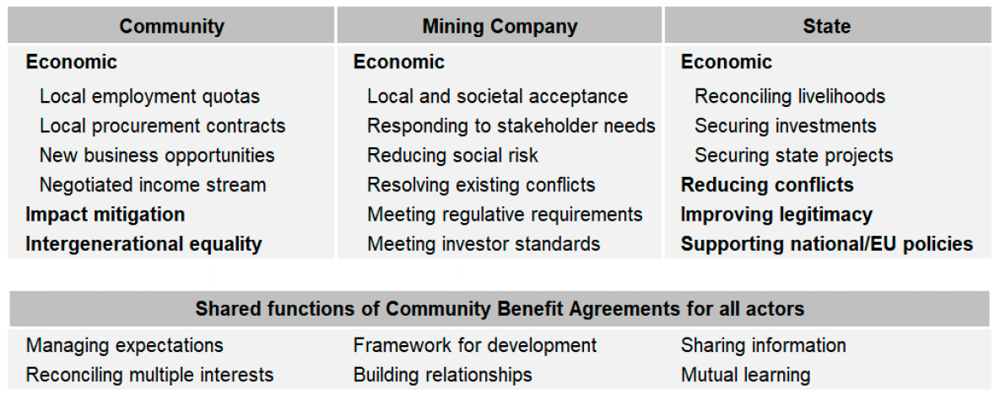 Community
Mining Company
State
Economic
Economic
Economic
Local employment quotas
Local and societal acceptance
Reconciling livelihoods
Local procurement contracts
Responding to stakeholder needs
Securing investments
New business opportunities
Reducing social risk
Securing state projects
Negotiated income stream
Resolving existing conflicts
Reducing conflicts
Impact mitigation
Meeting regulative requirements
Improving legitimacy
Intergenerational equality
Meeting investor standards
Supporting national/EU policies
Shared functions of Community Benefit Agreements for all actors
Managing expectations
Framework for development
Sharing information
Reconciling multiple interests
Building relationships
Mutual learning